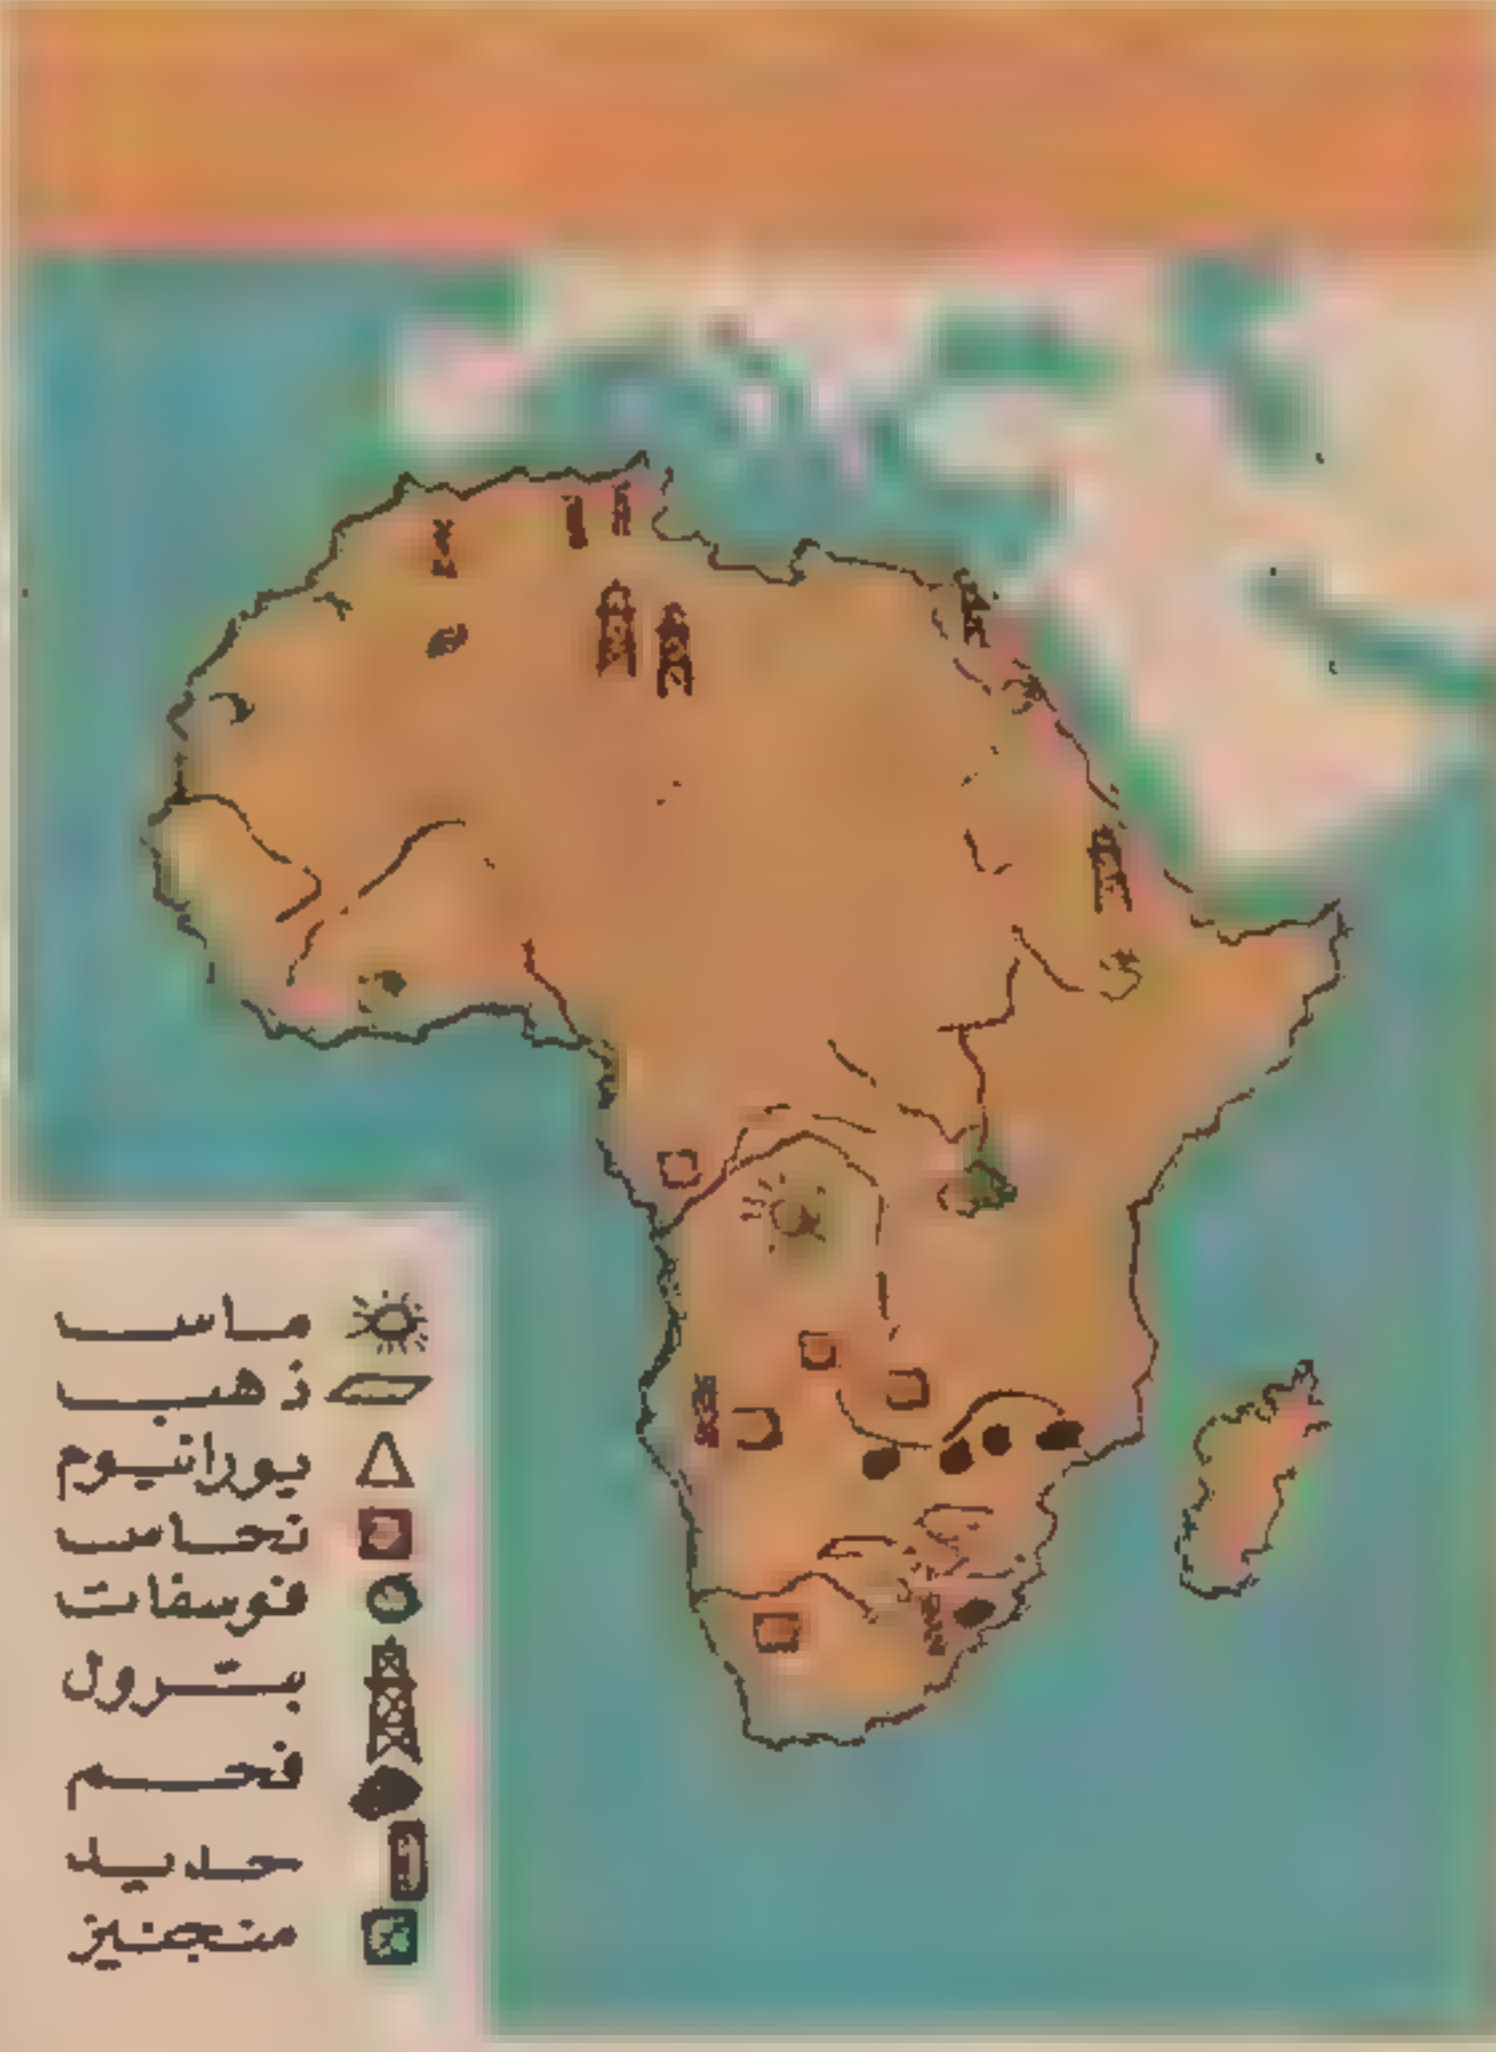 ماس
ذهب
يورانيوم
نحاس
فوسفات
بترول
فحم
حديد
منجنيز